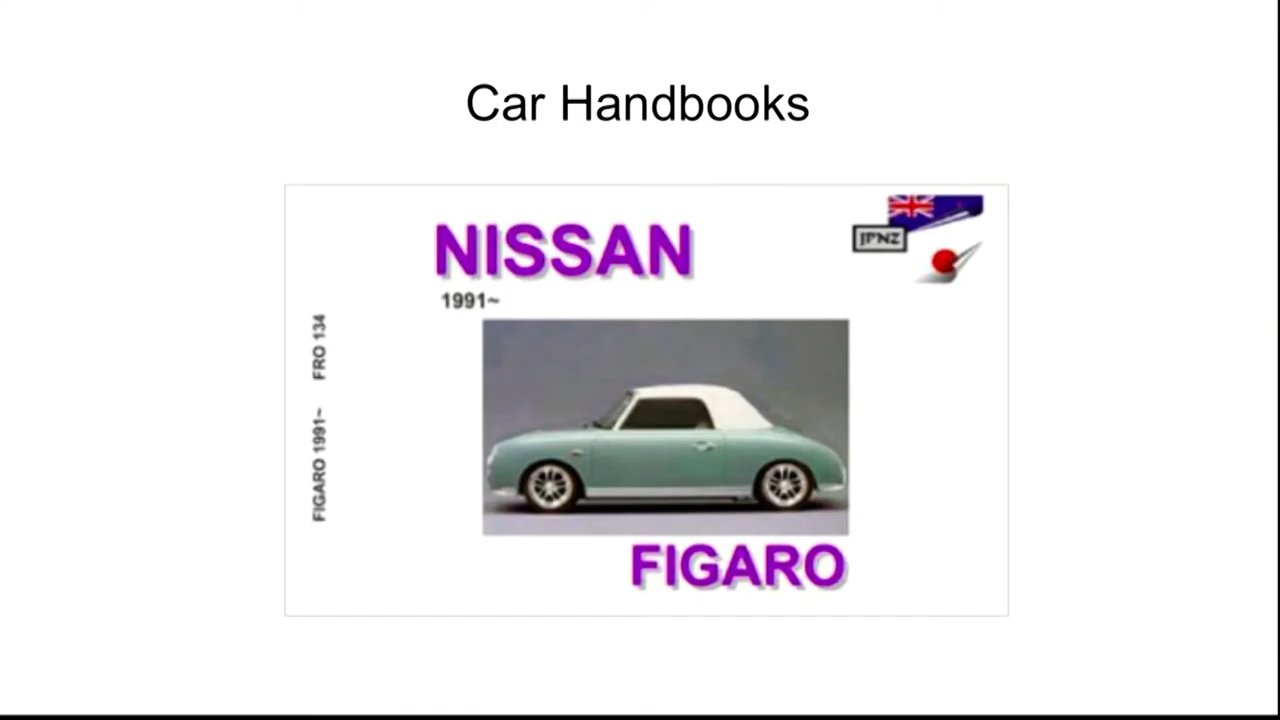 Car Handbooks
NISSAN
JPNZ
1991~
FIGARO 1991~ FRO 134
FIGARO